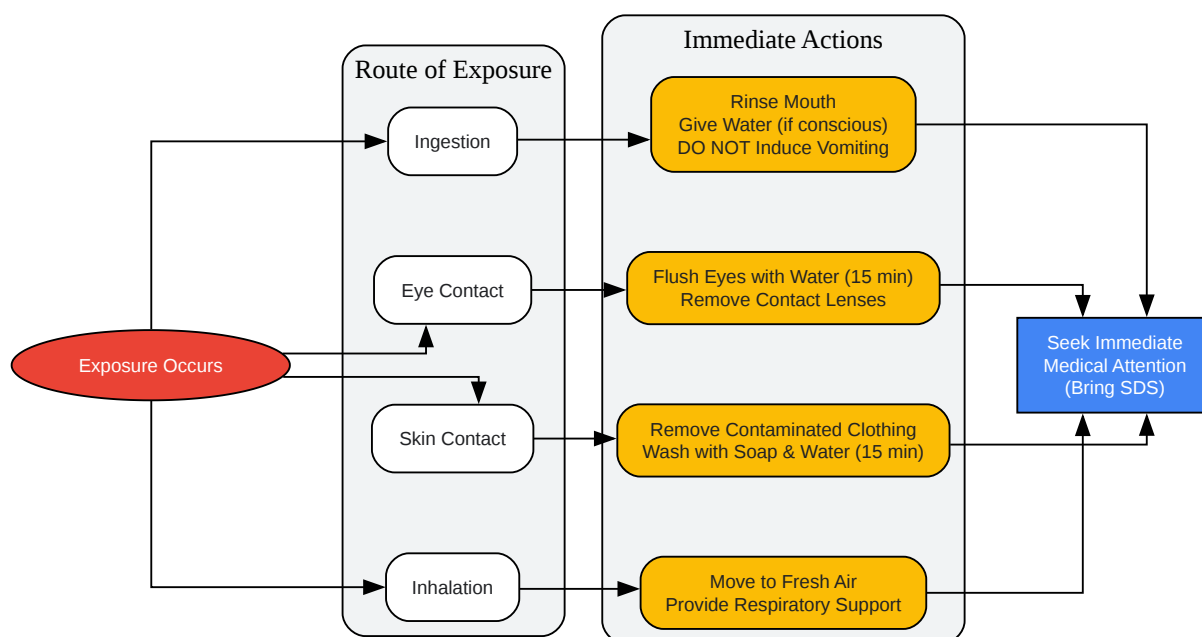 Immediate Actions
Route of Exposure
Rinse Mouth
Give Water (if conscious)
DO NOT Induce Vomiting
Ingestion
Eye Contact
Flush Eyes with Water (15 min)
Remove Contact Lenses
Exposure Occurs
Seek Immediate
Medical Attention
(Bring SDS)
Skin Contact
Remove Contaminated Clothing
Wash with Soap & Water (15 min)
Inhalation
Move to Fresh Air
Provide Respiratory Support